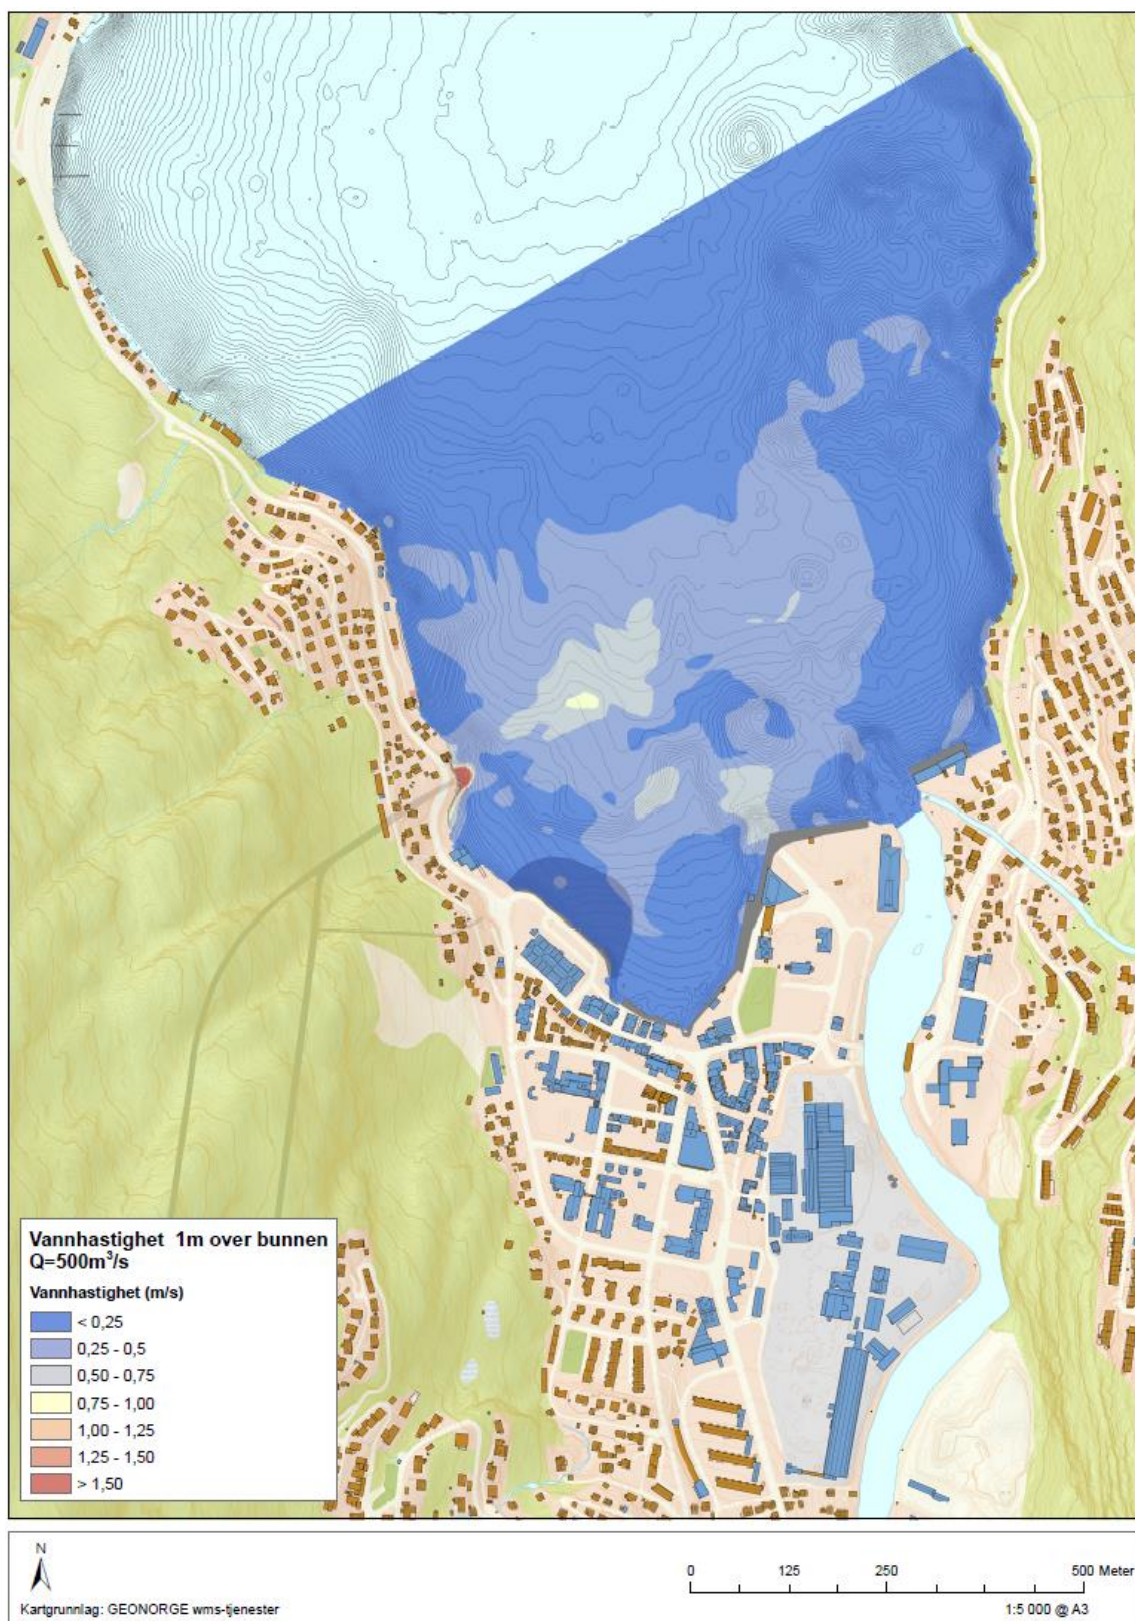 Vannhastighet 1m over bunnen
Q=500m³/s
Vannhastighet (m/s)
< 0,25
0,25 - 0,5
0,50 - 0,75
0,75 - 1,00
1,00 - 1,25
1,25 - 1,50
> 1,50
N
Kartgrunnlag: GEONORGE wms-tjenester
0 125 250 500 Meter
1:5 000 @ A3